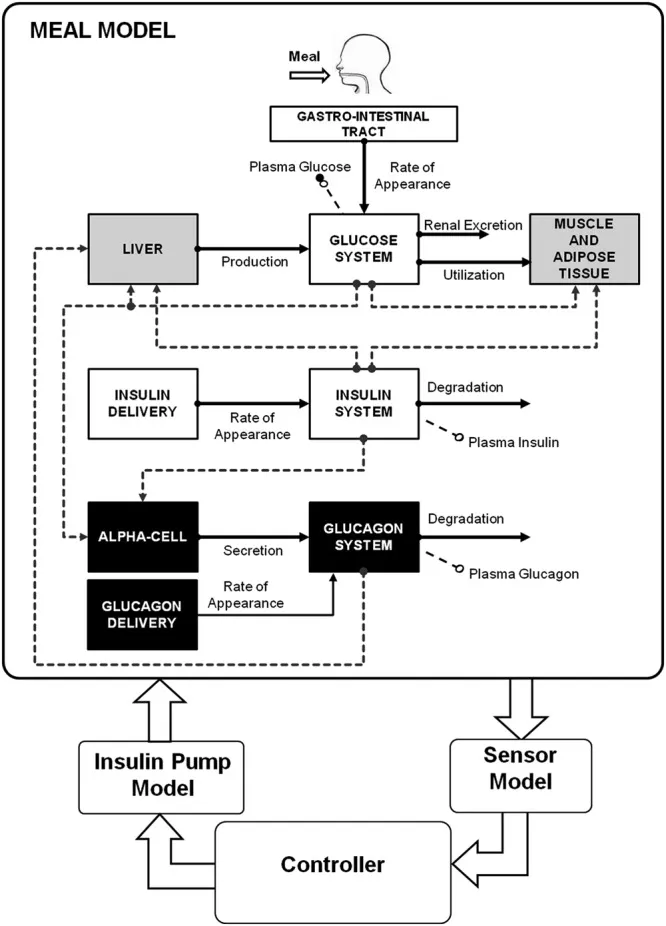 MEAL MODEL
Meal
GASTRO-INTESTINAL
TRACT
Plasma Glucose
Rate of
Appearance
LIVER
Production
GLUCOSE
SYSTEM
Renal Excretion
Utilization
MUSCLE
AND
ADIPOSE
TISSUE
INSULIN
DELIVERY
Rate of
Appearance
INSULIN
SYSTEM
Degradation
Plasma Insulin
ALPHA-CELL
Secretion
GLUCAGON
SYSTEM
Degradation
Plasma Glucagon
GLUCAGON
DELIVERY
Rate of
Appearance
Insulin Pump
Model
Sensor
Model
Controller